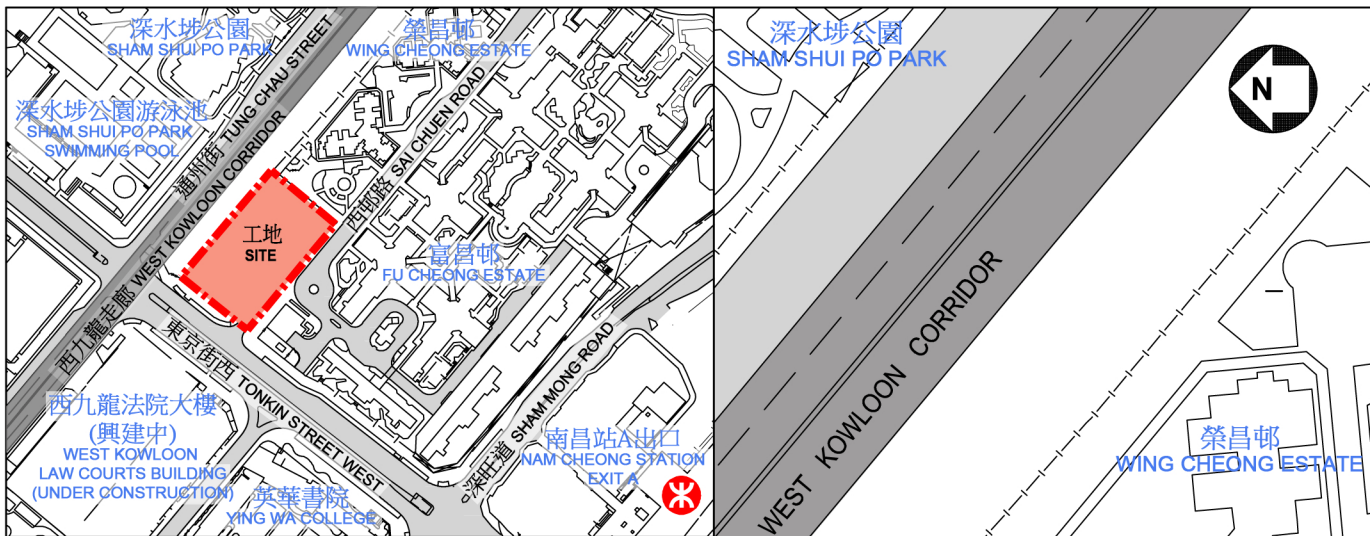 深水埗公園
SHAM SHUI PO PARK
榮昌邨
WING CHEONG ESTATE
深水埗公園游泳池
SHAM SHUI PO PARK
SWIMMING POOL
通州街 TUNG CHAU STREET
西九龍走廊 WEST KOWLOON CORRIDOR
西邨路 SAI CHUEN ROAD
工地
SITE
富昌邨
FU CHEONG ESTATE
東京街西 TONKIN STREET WEST
深旺道 SHAM MONG ROAD
西九龍法院大樓
(興建中)
WEST KOWLOON
LAW COURTS BUILDING
(UNDER CONSTRUCTION)
英華書院
YING WA COLLEGE
南昌站A出口
NAM CHEONG STATION
EXIT A
深水埗公園
SHAM SHUI PO PARK
N
WEST KOWLOON CORRIDOR
榮昌邨
WING CHEONG ESTATE